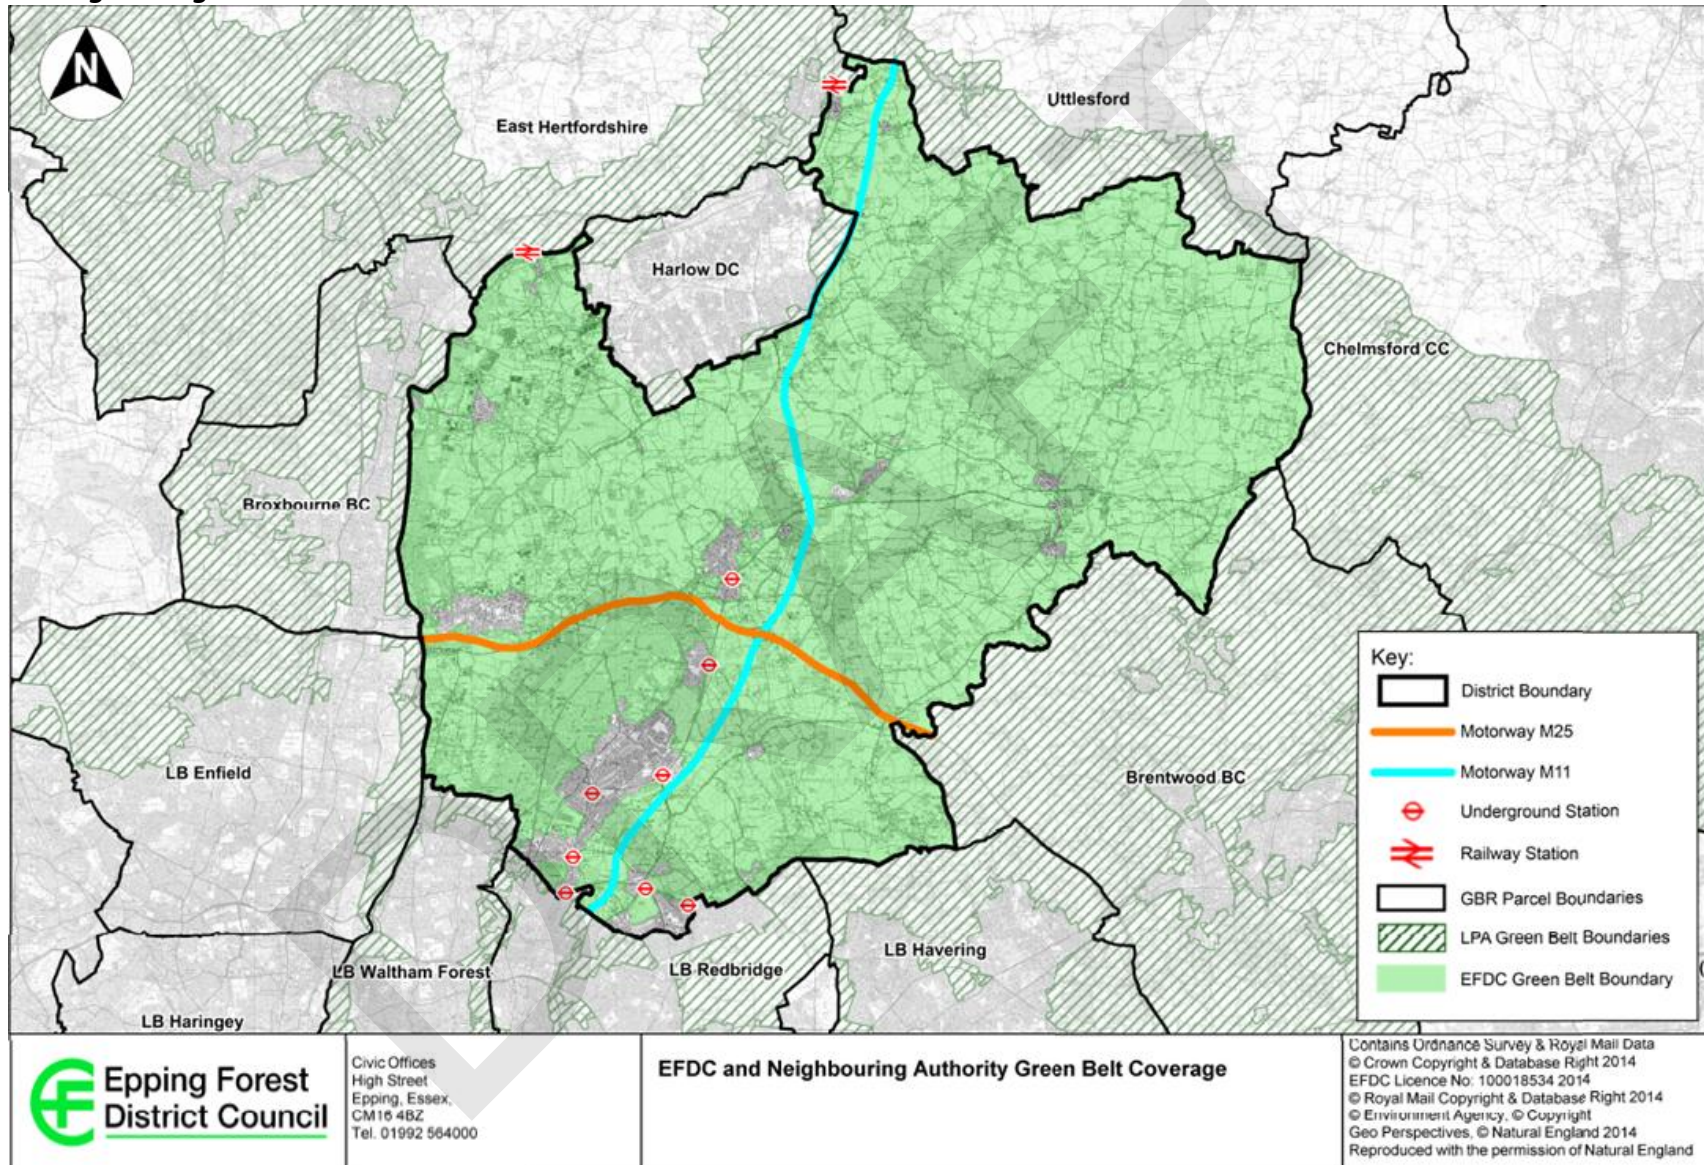 N
Uttlesford
East Hertfordshire
Harlow DC
Chelmsford CC
Broxbourne BC
LB Enfield
Brentwood BC
LB Havering
LB Waltham Forest
LB Redbridge
LB Haringey
Key:
District Boundary
Motorway M25
Motorway M11
Underground Station
Railway Station
GBR Parcel Boundaries
LPA Green Belt Boundaries
EFDC Green Belt Boundary
DRAFT
Epping Forest
District Council
Civic Offices
High Street
Epping, Essex,
CM16 4BZ
Tel. 01992 564000
EFDC and Neighbouring Authority Green Belt Coverage
Contains Ordnance Survey & Royal Mail Data
© Crown Copyright & Database Right 2014
EFDC Licence No: 100018534 2014
© Royal Mail Copyright & Database Right 2014
© Environment Agency, © Copyright
Geo Perspectives, © Natural England 2014
Reproduced with the permission of Natural England